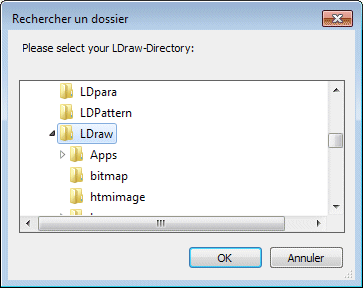 Rechercher un dossier
Please select your LDraw-Directory:
LDpara
LDPattern
LDraw
Apps
bitmap
htmimage
OK
Annuler